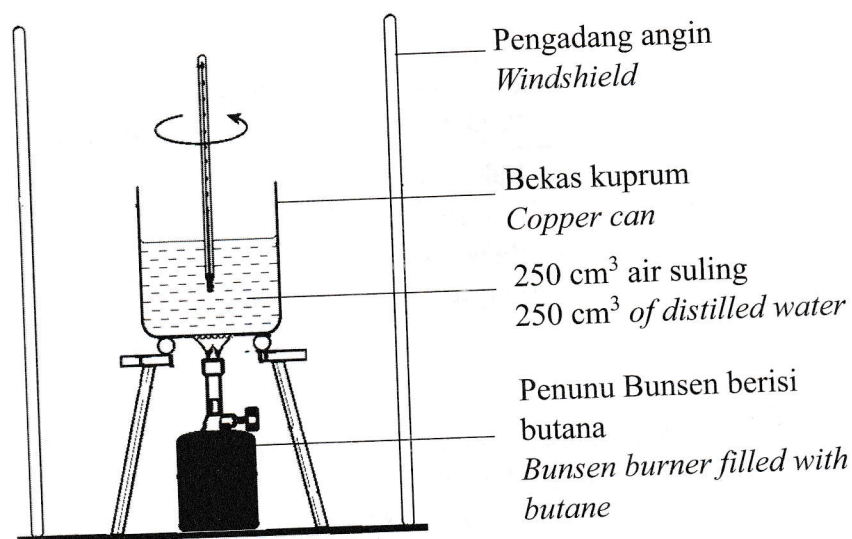 Pengadang angin
Windshield
Bekas kuprum
Copper can
250 cm³ air suling
250 cm³ of distilled water
Penunu Bunsen berisi
butana
Bunsen burner filled with
butane